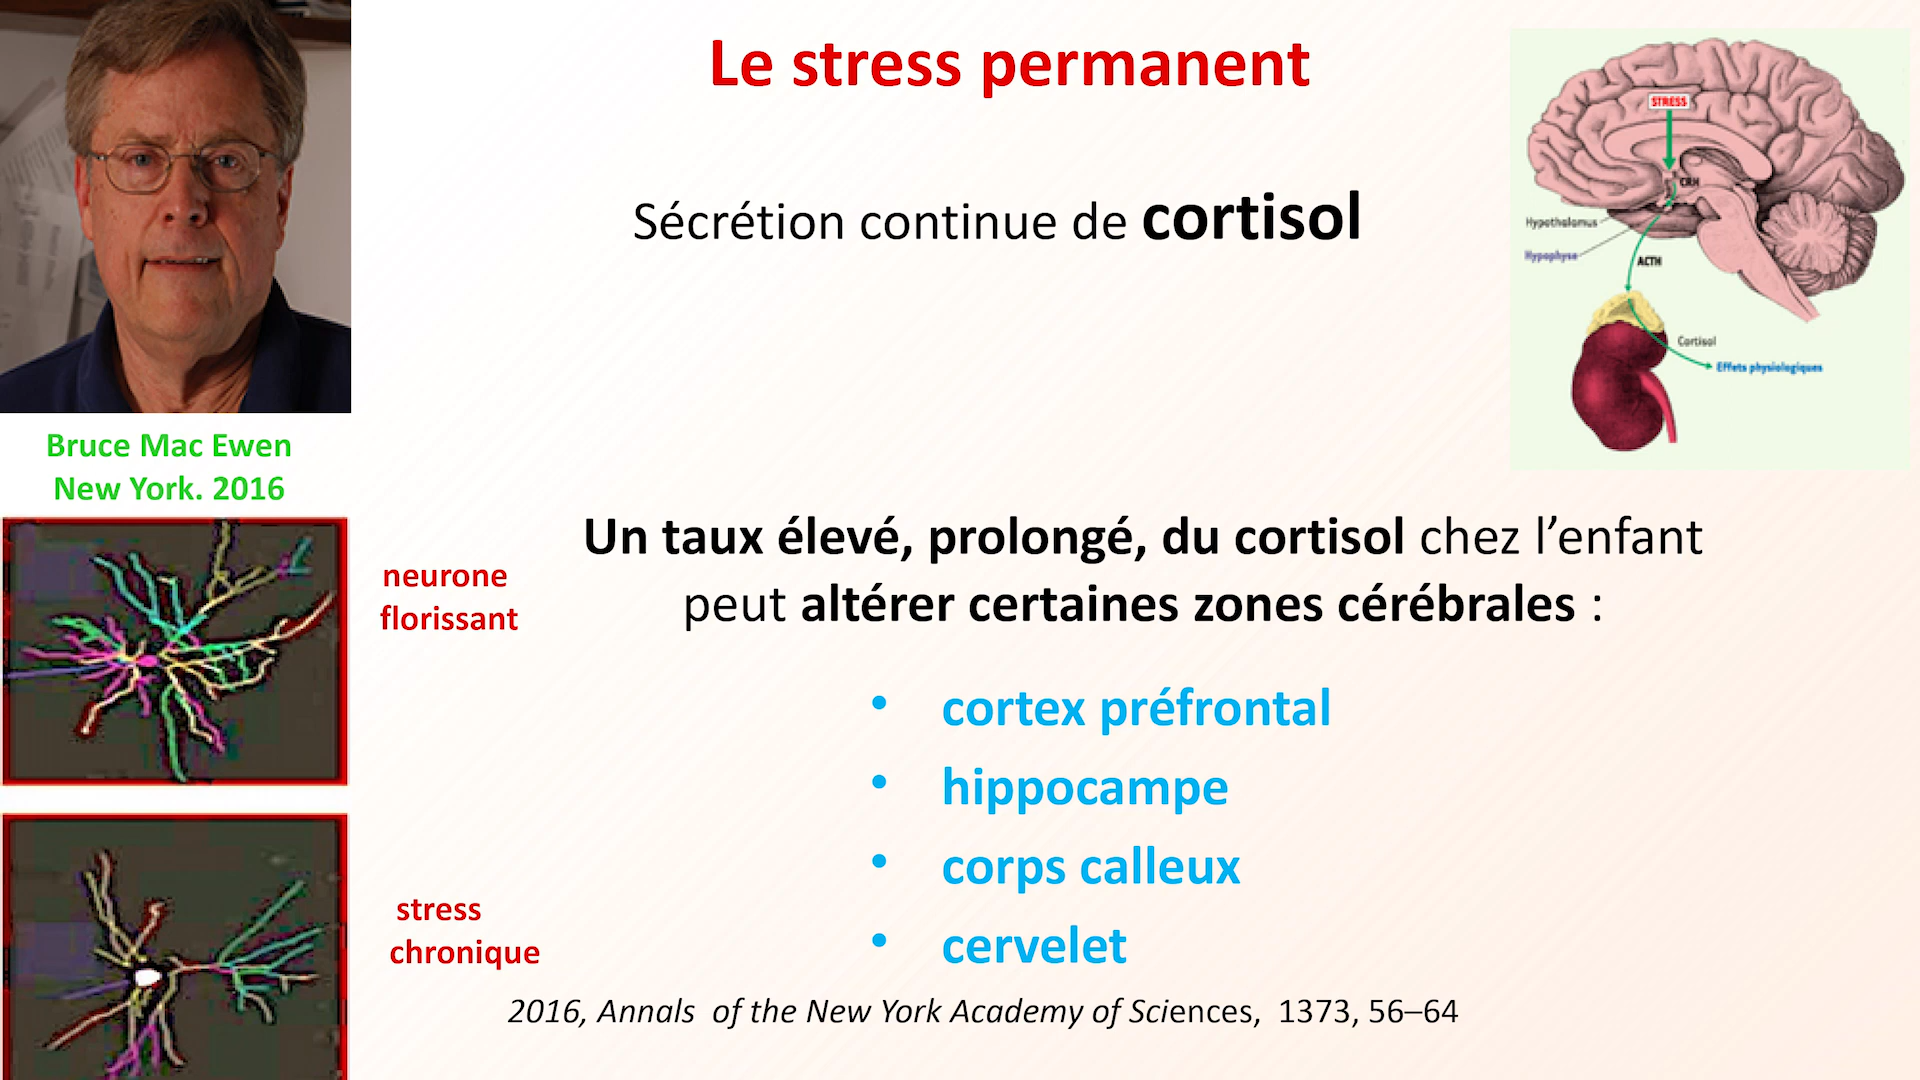 Le stress permanent
Sécrétion continue de cortisol
STRESS
CRH
Hypothalamus
Hypophyse
ACTH
Cortisol
Effets physiologiques
Bruce Mac Ewen
New York. 2016
neurone
florissant
stress
chronique
Un taux élevé, prolongé, du cortisol chez l’enfant
peut altérer certaines zones cérébrales :
• cortex préfrontal
• hippocampe
• corps calleux
• cervelet
2016, Annals of the New York Academy of Sciences, 1373, 56–64